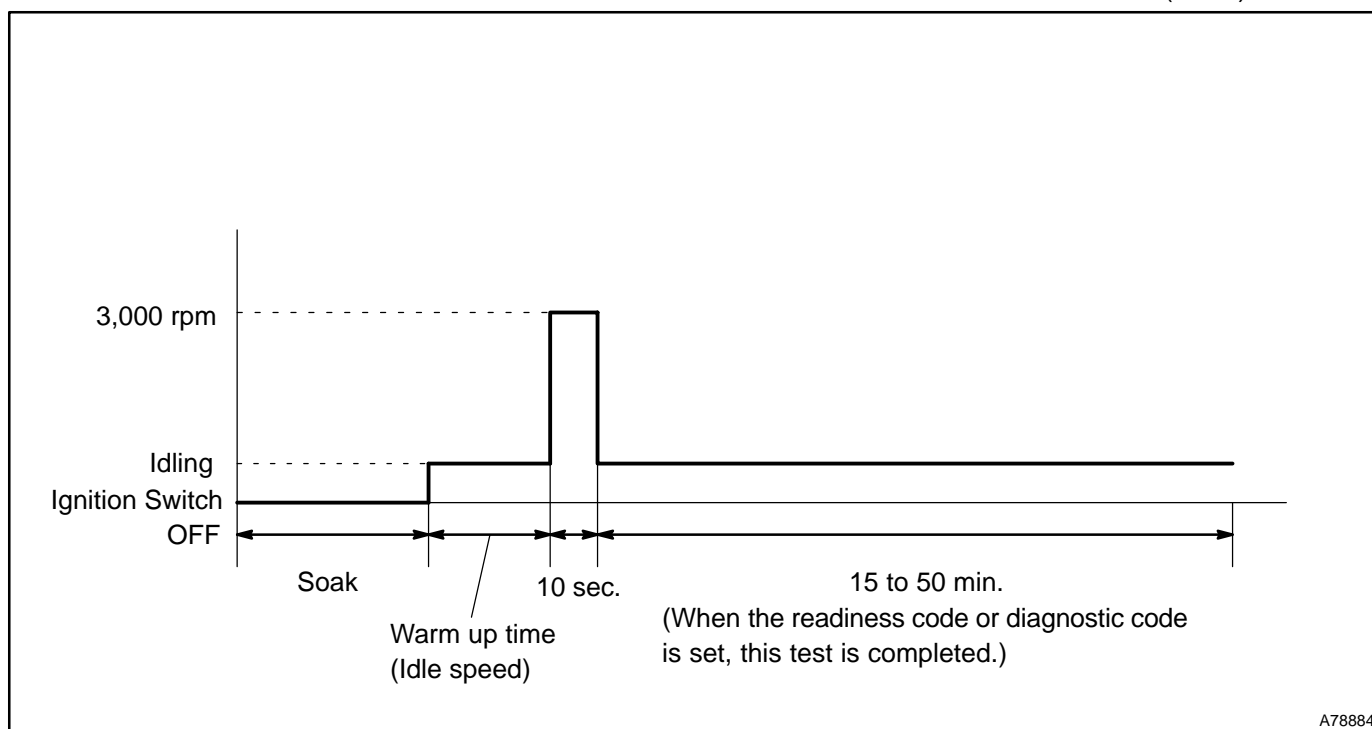 3,000 rpm
Idling
Ignition Switch
OFF
Soak
10 sec.
15 to 50 min.
Warm up time
(Idle speed)
(When the readiness code or diagnostic code
is set, this test is completed.)
A78884